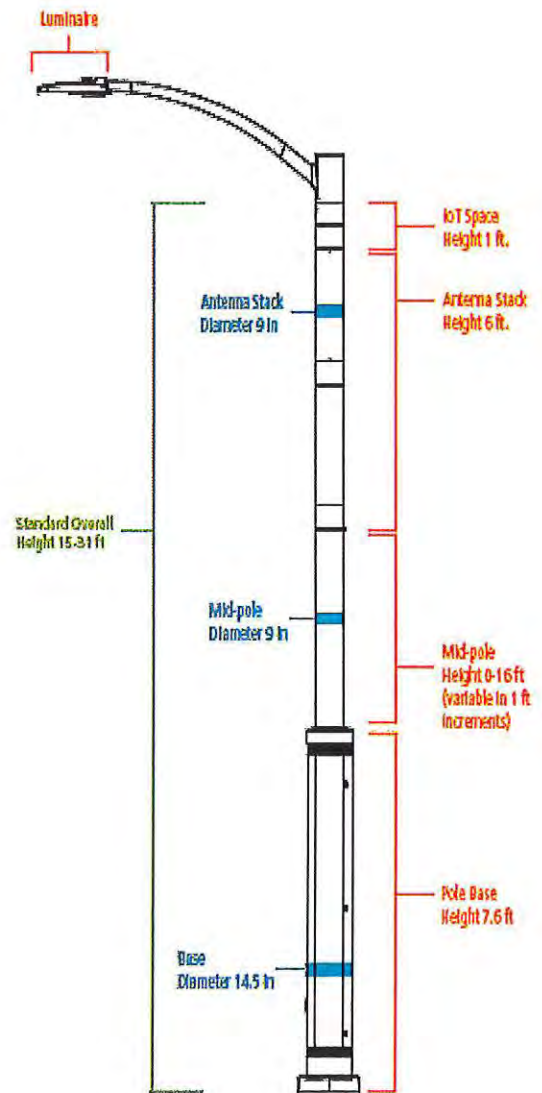 Luminaire
IoT Space
Height 1 ft.
Antenna Stack
Diameter 9 in
Antenna Stack
Height 6 ft.
Standard Overall
Height 15-31 ft
Mid-pole
Diameter 9 in
Mid-pole
Height 0-16 ft
(variable in 1 ft
increments)
Pole Base
Height 7.6 ft
Base
Diameter 14.5 in